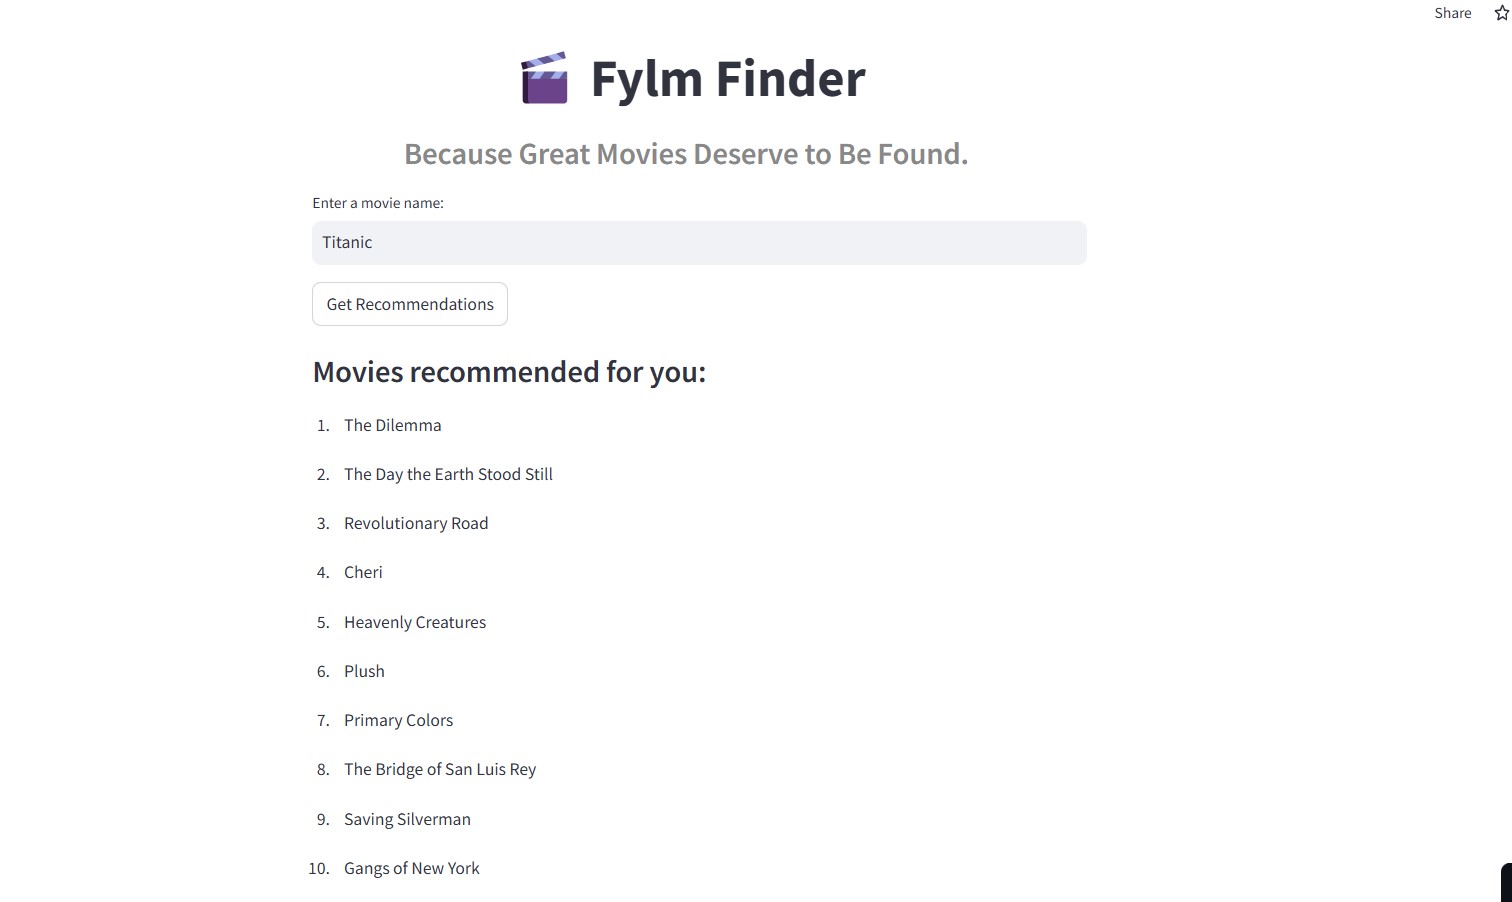 Share
Fylm Finder
Because Great Movies Deserve to Be Found.
Enter a movie name:
Titanic
Get Recommendations
Movies recommended for you:
1. The Dilemma
2. The Day the Earth Stood Still
3. Revolutionary Road
4. Cheri
5. Heavenly Creatures
6. Plush
7. Primary Colors
8. The Bridge of San Luis Rey
9. Saving Silverman
10. Gangs of New York